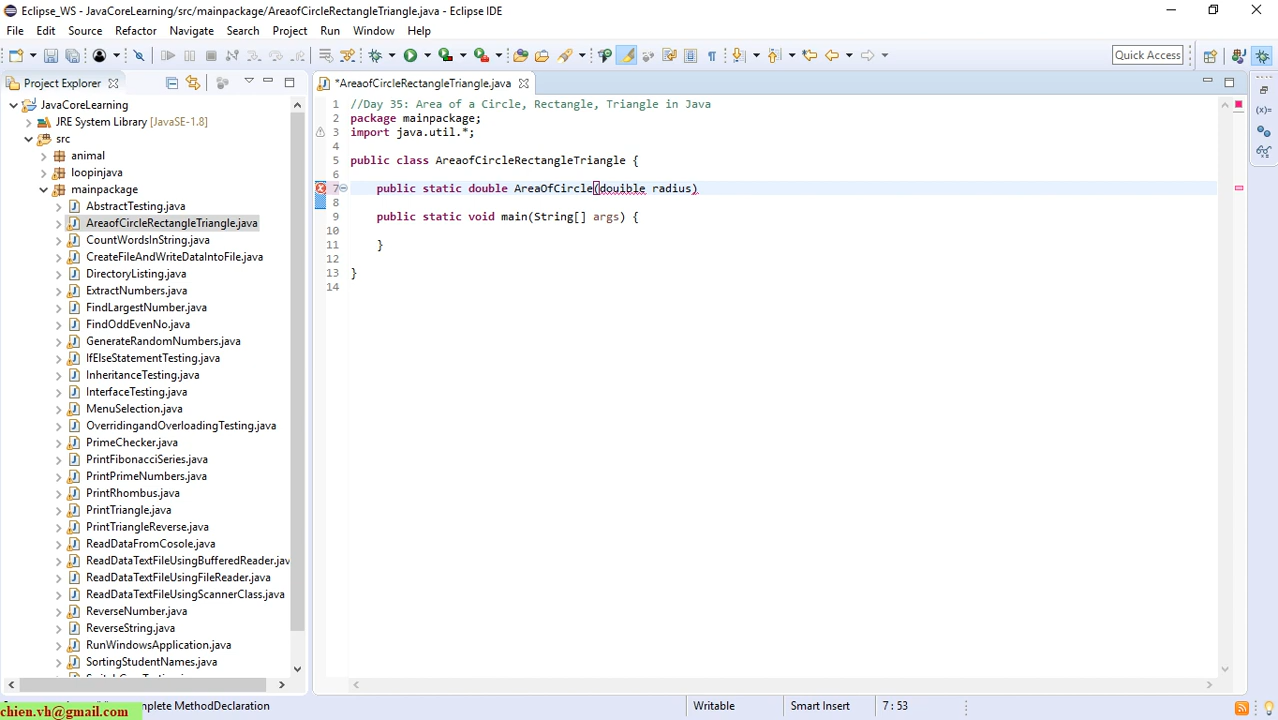 Eclipse_WS - JavaCoreLearning/src/mainpackage/AreaofCircleRectangleTriangle.java - Eclipse IDE
File Edit Source Refactor Navigate Search Project Run Window Help
Quick Access
Project Explorer
*AreaofCircleRectangleTriangle.java
JavaCoreLearning
JRE System Library [JavaSE-1.8]
src
animal
loopinjava
mainpackage
AbstractTesting.java
AreaofCircleRectangleTriangle.java
CountWordsInString.java
CreateFileAndWriteDataIntoFile.java
DirectoryListing.java
ExtractNumbers.java
FindLargestNumber.java
FindOddEvenNo.java
GenerateRandomNumbers.java
IfElseStatementTesting.java
InheritanceTesting.java
InterfaceTesting.java
MenuSelection.java
OverridingandOverloadingTesting.java
PrimeChecker.java
PrintFibonacciSeries.java
PrintPrimeNumbers.java
PrintRhombus.java
PrintTriangle.java
PrintTriangleReverse.java
ReadDataFromCosole.java
ReadDataTextFileUsingBufferedReader.jav
ReadDataTextFileUsingFileReader.java
ReadDataTextFileUsingScannerClass.java
ReverseNumber.java
ReverseString.java
RunWindowsApplication.java
SortingStudentNames.java
1 //Day 35: Area of a Circle, Rectangle, Triangle in Java
2 package mainpackage;
3 import java.util.*;
4
5 public class AreaofCircleRectangleTriangle {
6
7 public static double AreaOfCircle(douible radius)
8
9 public static void main(String[] args) {
10
11 }
12
13 }
14
chien.vh@gmail.com
mplete MethodDeclaration
Writable
Smart Insert
7 : 53